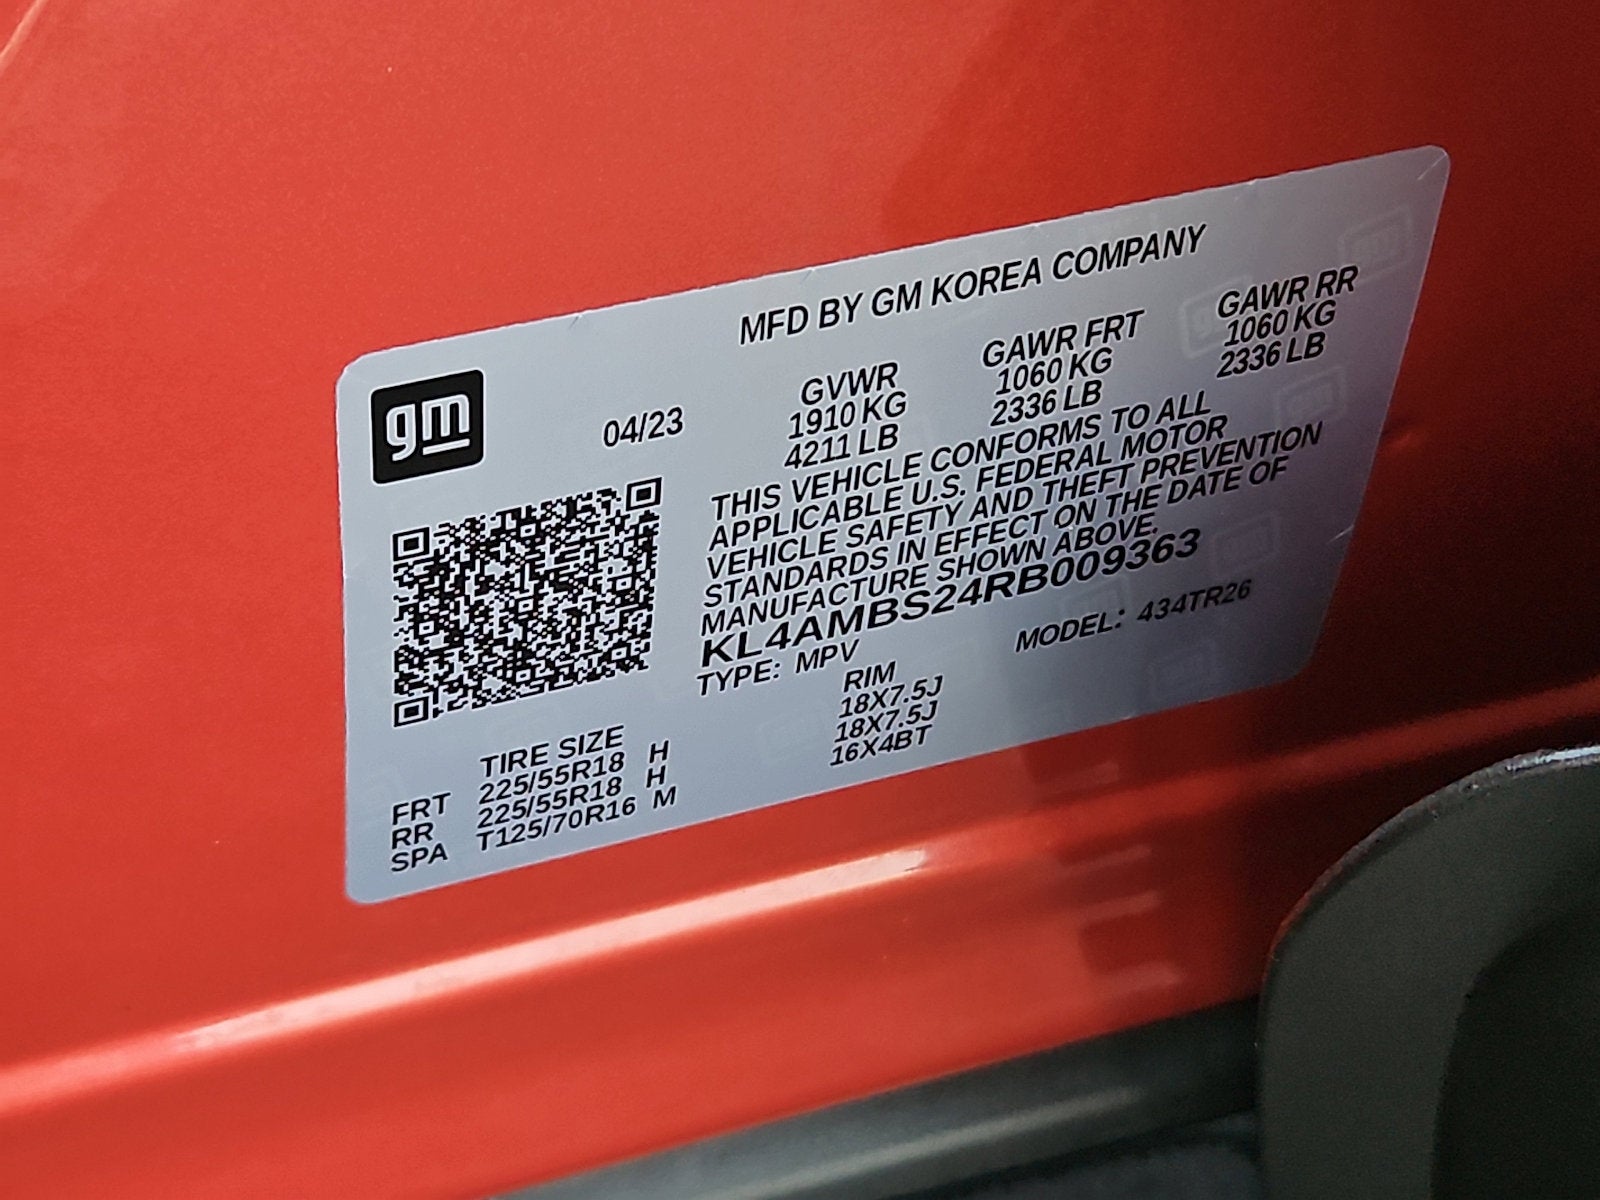 MFD BY GM KOREA COMPANY
gm
04/23
GVWR GAWR FRT GAWR RR
1910 KG 1060 KG 1060 KG
4211 LB 2336 LB 2336 LB
THIS VEHICLE CONFORMS TO ALL
APPLICABLE U.S. FEDERAL MOTOR
VEHICLE SAFETY AND THEFT PREVENTION
STANDARDS IN EFFECT ON THE DATE OF
MANUFACTURE SHOWN ABOVE.
KL4AMBS24RB009363
TYPE: MPV MODEL: 434TR26
TIRE SIZE RIM
FRT 225/55R18 H 18X7.5J
RR 225/55R18 H 18X7.5J
SPA T125/70R16 M 16X4BT